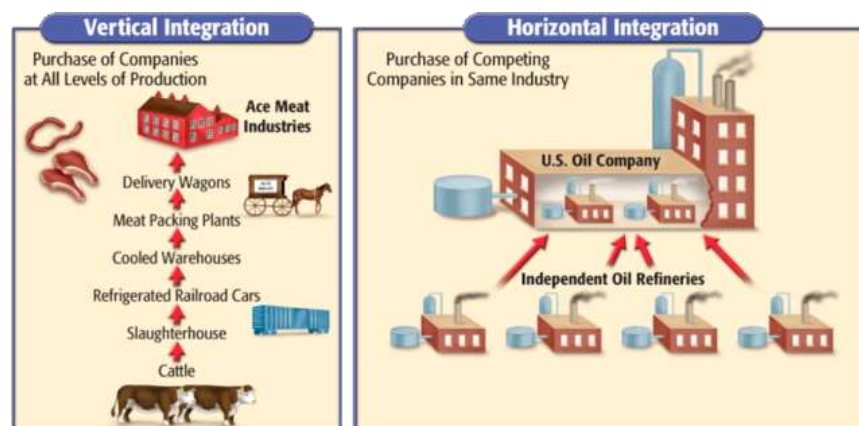 Vertical Integration
Purchase of Companies
at All Levels of Production
Ace Meat
Industries
Delivery Wagons
Meat Packing Plants
Cooled Warehouses
Refrigerated Railroad Cars
Slaughterhouse
Cattle
Horizontal Integration
Purchase of Competing
Companies in Same Industry
U.S. Oil Company
Independent Oil Refineries